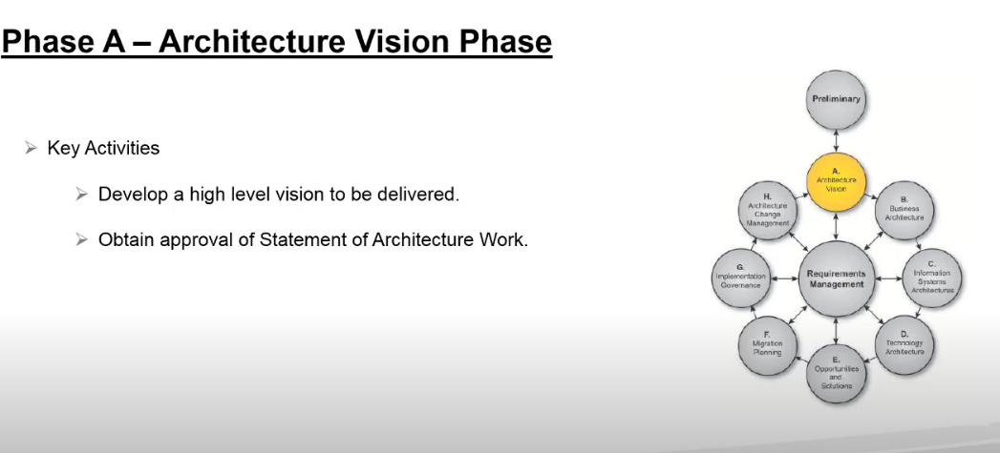 Phase A – Architecture Vision Phase
Key Activities
Develop a high level vision to be delivered.
Obtain approval of Statement of Architecture Work.
Preliminary
A.
Architecture
Vision
B.
Business
Architecture
C.
Information
Systems
Architectures
D.
Technology
Architecture
E.
Opportunities
and
Solutions
F.
Migration
Planning
G.
Implementation
Governance
H.
Architecture
Change
Management
Requirements
Management